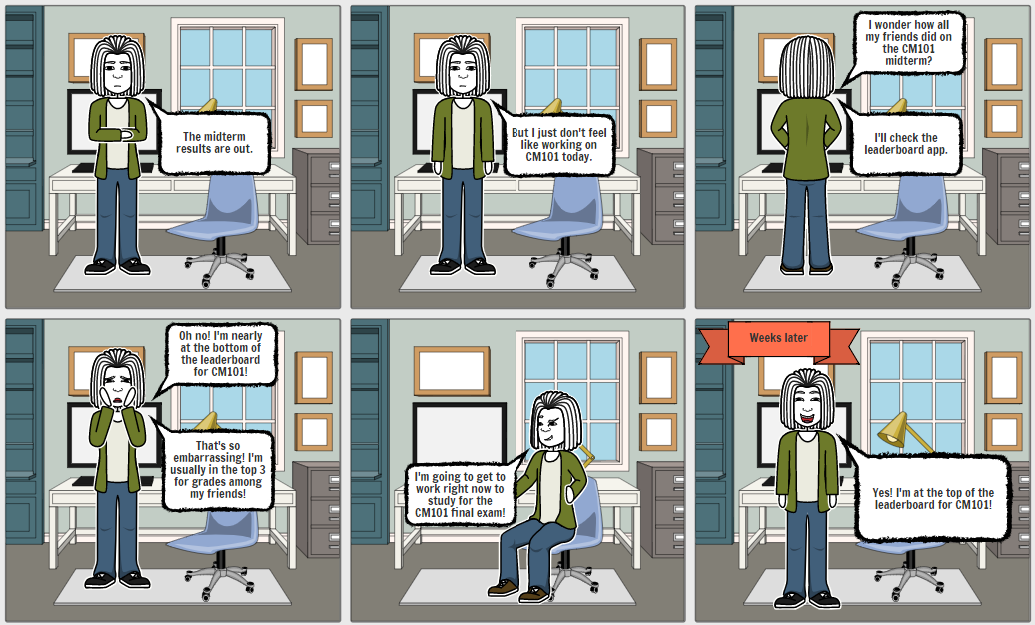 The midterm
results are out.
But I just don't feel
like working on
CM101 today.
I wonder how all
my friends did on
the CM101
midterm?
I'll check the
leaderboard app.
Oh no! I'm nearly
at the bottom of
the leaderboard
for CM101!
That's so
embarrassing! I'm
usually in the top 3
for grades among
my friends!
I'm going to get to
work right now to
study for the
CM101 final exam!
Weeks later
Yes! I'm at the top of the
leaderboard for CM101!